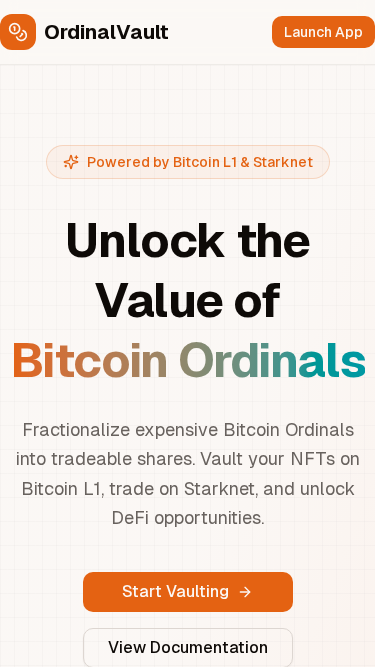 OrdinalVault
Launch App
Powered by Bitcoin L1 & Starknet
Unlock the
Value of
Bitcoin Ordinals
Fractionalize expensive Bitcoin Ordinals
into tradeable shares. Vault your NFTs on
Bitcoin L1, trade on Starknet, and unlock
DeFi opportunities.
Start Vaulting
View Documentation